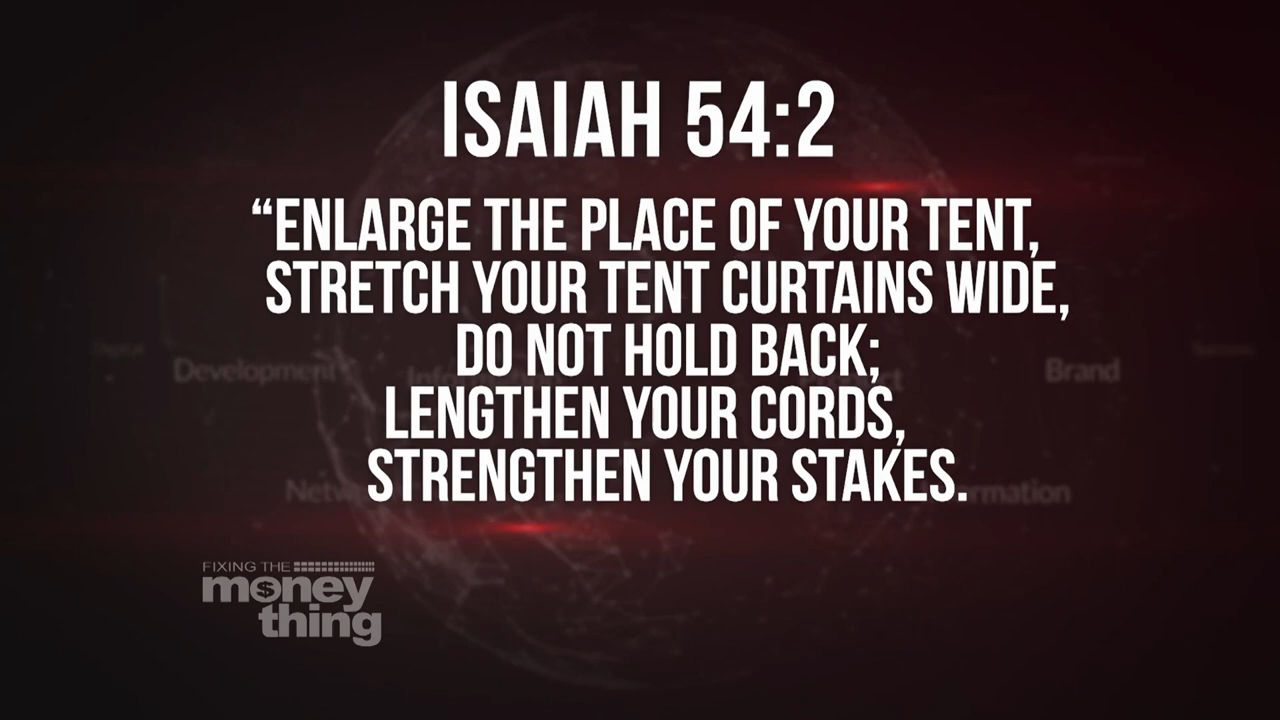 ISAIAH 54:2
“ENLARGE THE PLACE OF YOUR TENT,
STRETCH YOUR TENT CURTAINS WIDE,
DO NOT HOLD BACK;
Development
Brand
LENGTHEN YOUR CORDS,
STRENGTHEN YOUR STAKES.
FIXING THE
money
thing